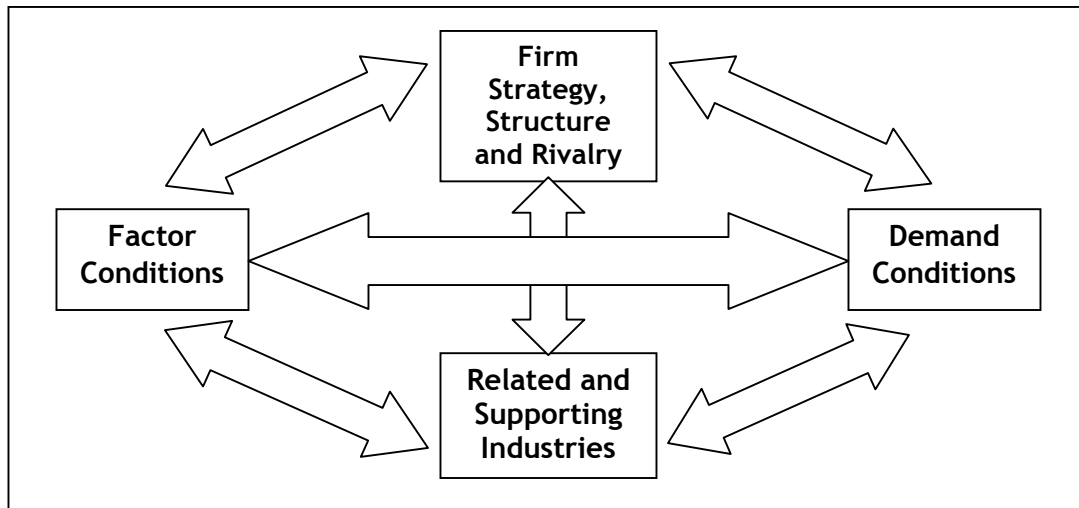 Firm
Strategy,
Structure
and Rivalry
Factor
Conditions
Demand
Conditions
Related and
Supporting
Industries